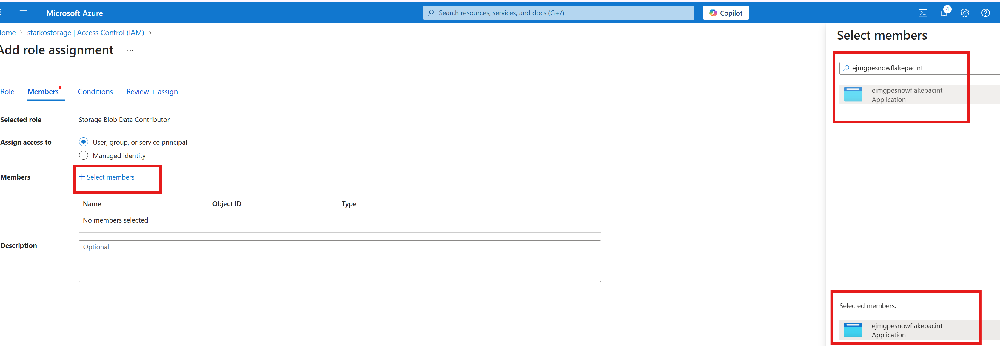 Microsoft Azure
Search resources, services, and docs (G+/)
Copilot
4
Home > starkostorage | Access Control (IAM) >
Add role assignment ...
Role
Members
Conditions
Review + assign
Selected role
Storage Blob Data Contributor
Assign access to
User, group, or service principal
Managed identity
Members
+ Select members
Name
Object ID
Type
No members selected
Description
Optional
Select members
ejmgpesnowflakepacint
ejmgpesnowflakepacint
Application
Selected members:
ejmgpesnowflakepacint
Application